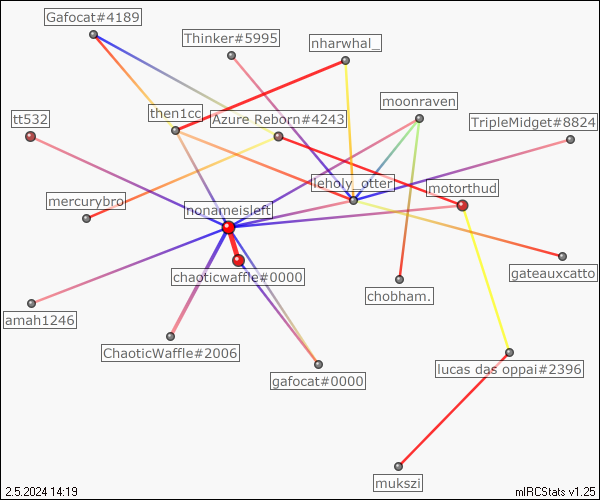 Gafocat#4189
Thinker#5995
nharwhal_
moonraven
then1cc
Azure Reborn#4243
tt532
TripleMidget#8824
leholy_otter
motorthud
mercurybro
nonameisleft
chaoticwaffle#0000
gateauxcatto
chobham.
amah1246
ChaoticWaffle#2006
gafocat#0000
lucas das oppai#2396
mukszi
2.5.2024 14:19
mIRCStats v1.25